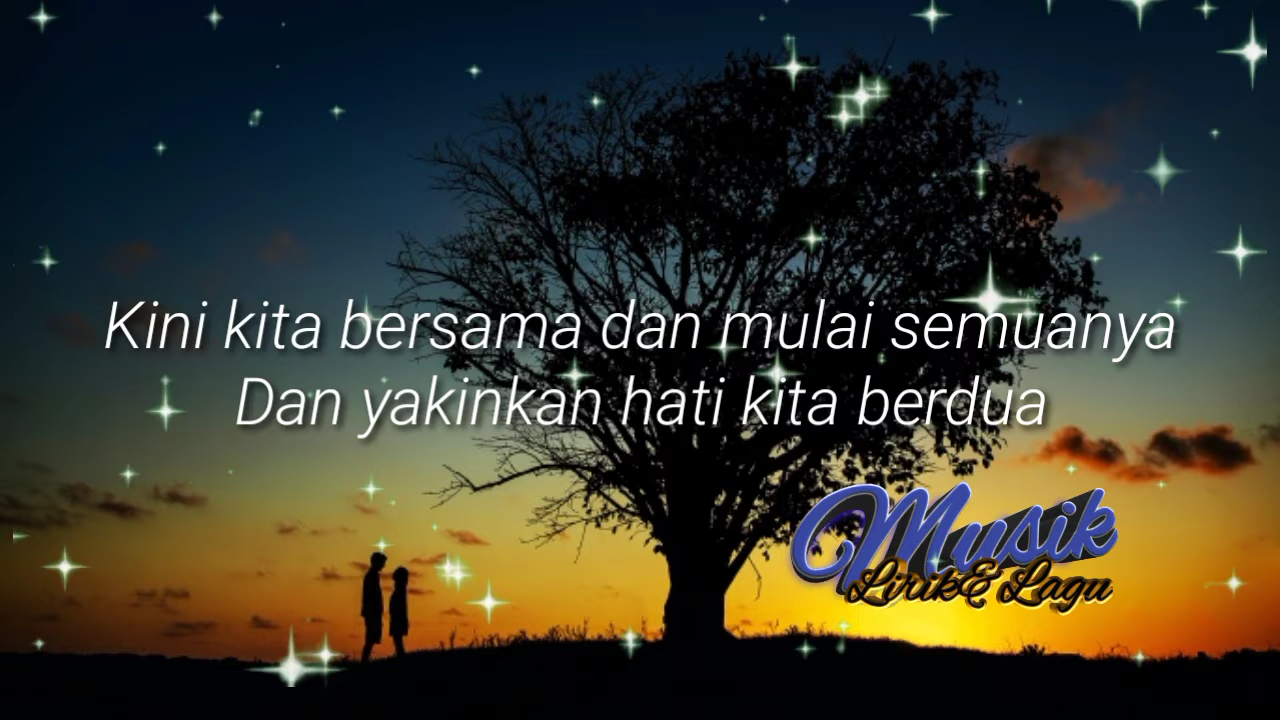 Kini kita bersama dan mulai semuanya
Dan yakinkan hati kita berdua
Musik
Lirik& Lagu